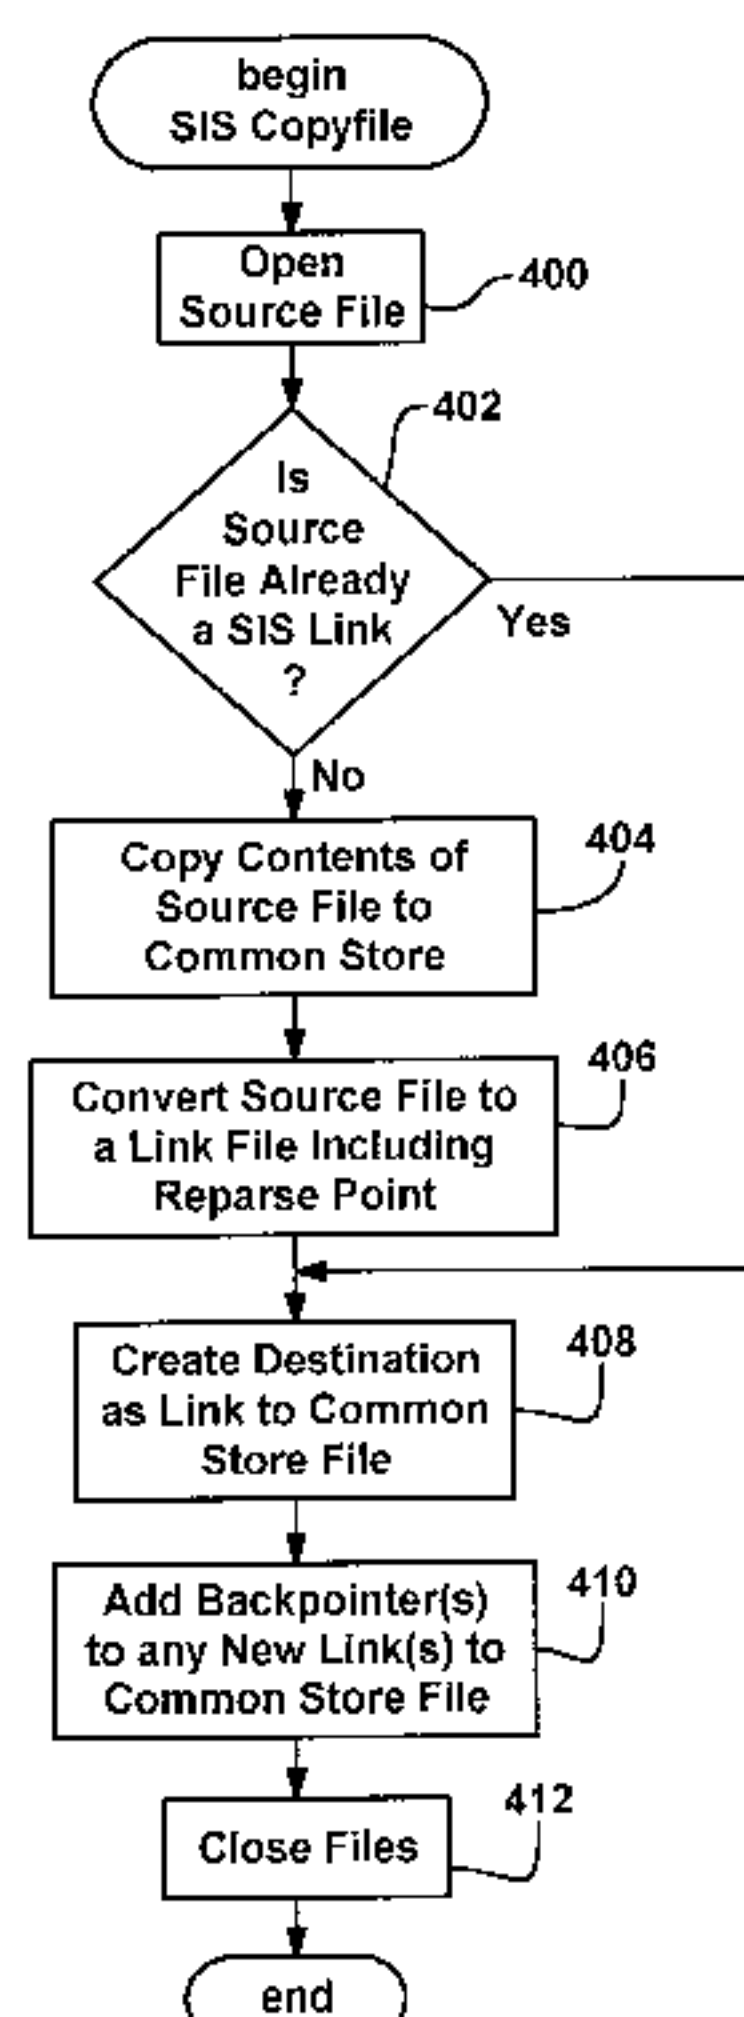 begin
SIS Copyfile
Open
Source File
400
402
Is
Source
File Already
a SIS Link
?
Yes
No
Copy Contents of
Source File to
Common Store
404
Convert Source File to
a Link File Including
Reparse Point
406
Create Destination
as Link to Common
Store File
408
Add Backpointer(s)
to any New Link(s) to
Common Store File
410
Close Files
412
end